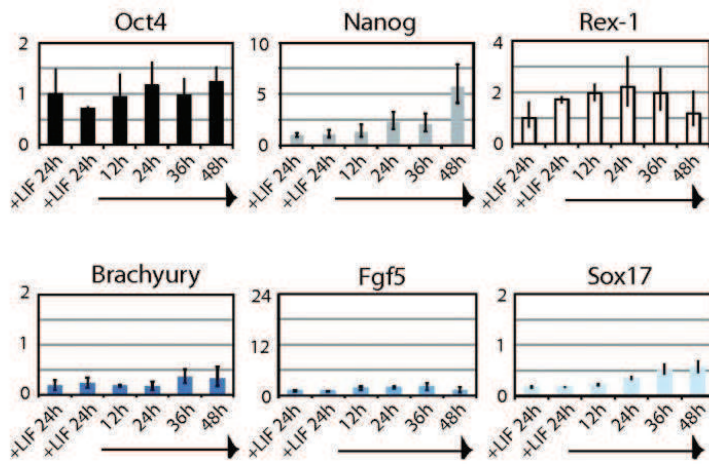 Oct4 Nanog Rex-1
2 10 4
1 5 2
0 0 0
+LIF 24h +LIF 24h 12h 24h 36h 48h +LIF 24h +LIF 24h 12h 24h 36h 48h +LIF 24h +LIF 24h 12h 24h 36h 48h
Brachyury Fgf5 Sox17
2 24 2
1 12 1
0 0 0
+LIF 24h +LIF 24h 12h 24h 36h 48h +LIF 24h +LIF 24h 12h 24h 36h 48h +LIF 24h +LIF 24h 12h 24h 36h 48h